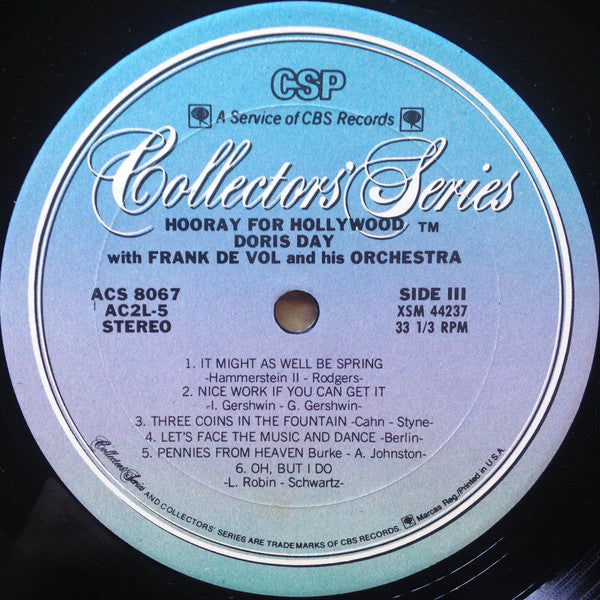 CSP
A Service of CBS Records
Collectors' Series
HOORAY FOR HOLLYWOOD TM
DORIS DAY
with FRANK DE VOL and his ORCHESTRA
ACS 8067
AC2L-5
STEREO
SIDE III
XSM 44237
33 1/3 RPM
1. IT MIGHT AS WELL BE SPRING
-Hammerstein II - Rodgers-
2. NICE WORK IF YOU CAN GET IT
-I. Gershwin - G. Gershwin-
3. THREE COINS IN THE FOUNTAIN -Cahn - Styne-
4. LET'S FACE THE MUSIC AND DANCE -Berlin-
5. PENNIES FROM HEAVEN Burke - A. Johnston-
6. OH, BUT I DO
-L. Robin - Schwartz-
Collectors' Series AND COLLECTORS' SERIES ARE TRADEMARKS OF CBS RECORDS. Marcas Reg./Printed in U.S.A.